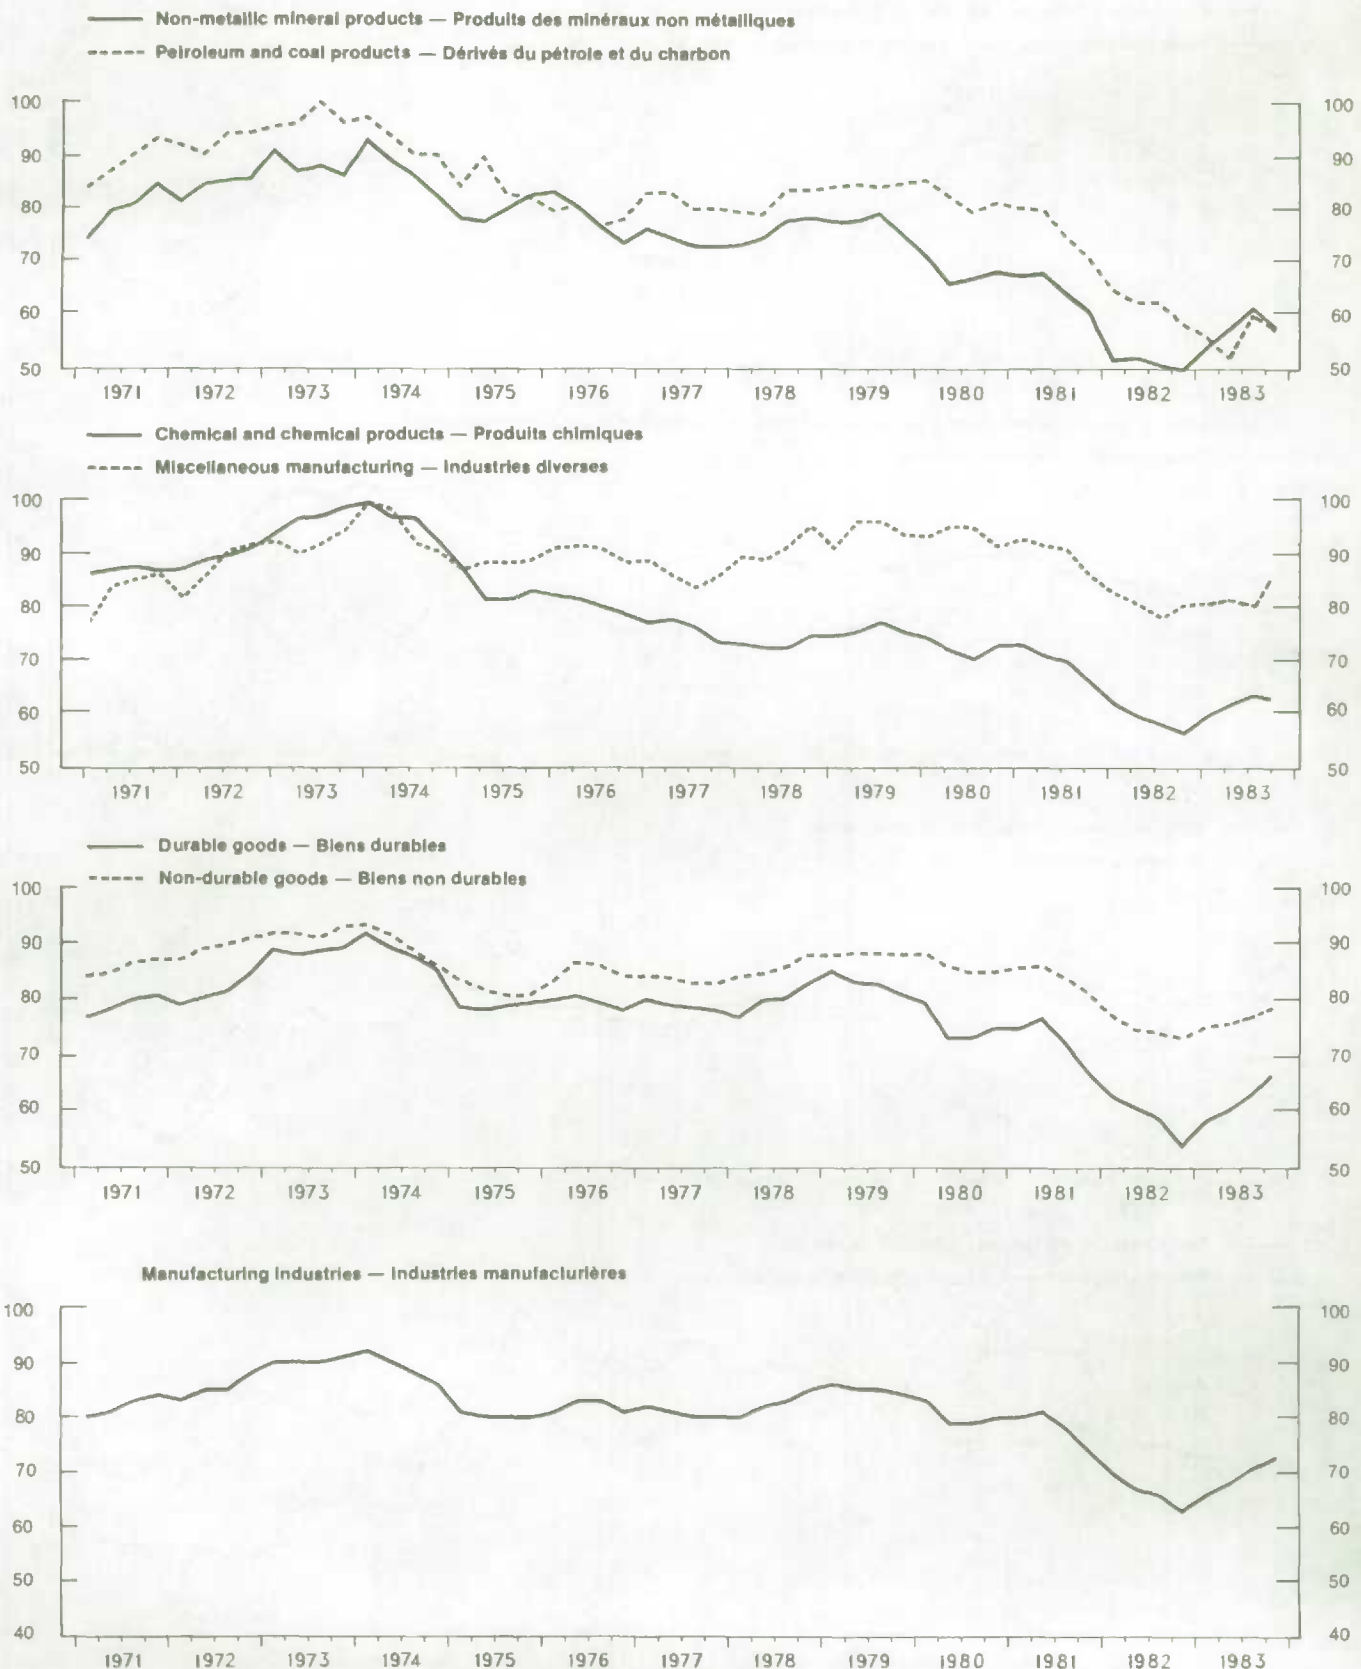 Non-metallic mineral products — Produits des minéraux non métalliques
Petroleum and coal products — Dérivés du pétrole et du charbon
100 100
90 90
80 80
70 70
60 60
50 50
1971 1972 1973 1974 1975 1976 1977 1978 1979 1980 1981 1982 1983
Chemical and chemical products — Produits chimiques
Miscellaneous manufacturing — Industries diverses
100 100
90 90
80 80
70 70
60 60
50 50
1971 1972 1973 1974 1975 1976 1977 1978 1979 1980 1981 1982 1983
Durable goods — Biens durables
Non-durable goods — Biens non durables
100 100
90 90
80 80
70 70
60 60
50 50
1971 1972 1973 1974 1975 1976 1977 1978 1979 1980 1981 1982 1983
Manufacturing industries — Industries manufacturières
100 100
90 90
80 80
70 70
60 60
50 50
40 40
1971 1972 1973 1974 1975 1976 1977 1978 1979 1980 1981 1982 1983